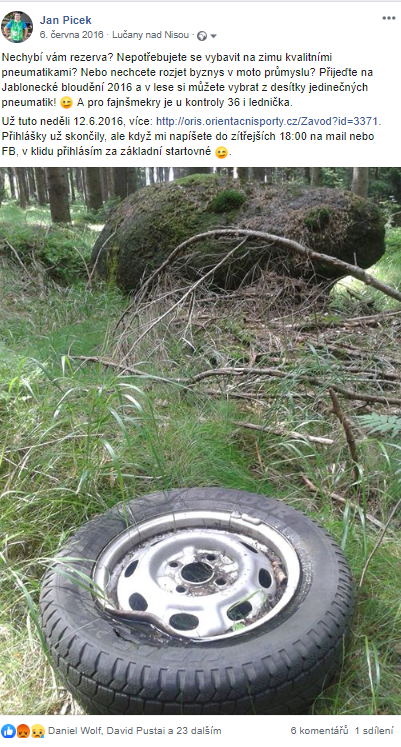 Jan Picek
6. června 2016 · Lučany nad Nisou ·
Nechybí vám rezerva? Nepotřebujete se vybavit na zimu kvalitními
pneumatikami? Nebo nechcete rozjet byznys v moto průmyslu? Přijeďte na
Jablonecké bloudění 2016 a v lese si můžete vybrat z desítky jedinečných
pneumatik! 😉 A pro fajnšmekry je u kontroly 36 i lednička.
Už tuto neděli 12.6.2016, více: http://oris.orientacnisporty.cz/Zavod?id=3371.
Přihlášky už skončily, ale když mi napíšete do zítřejších 18:00 na mail nebo
FB, v klidu přihlásím za základní startovné 😉.
Daniel Wolf, David Pustai a 23 dalším
6 komentářů 1 sdílení